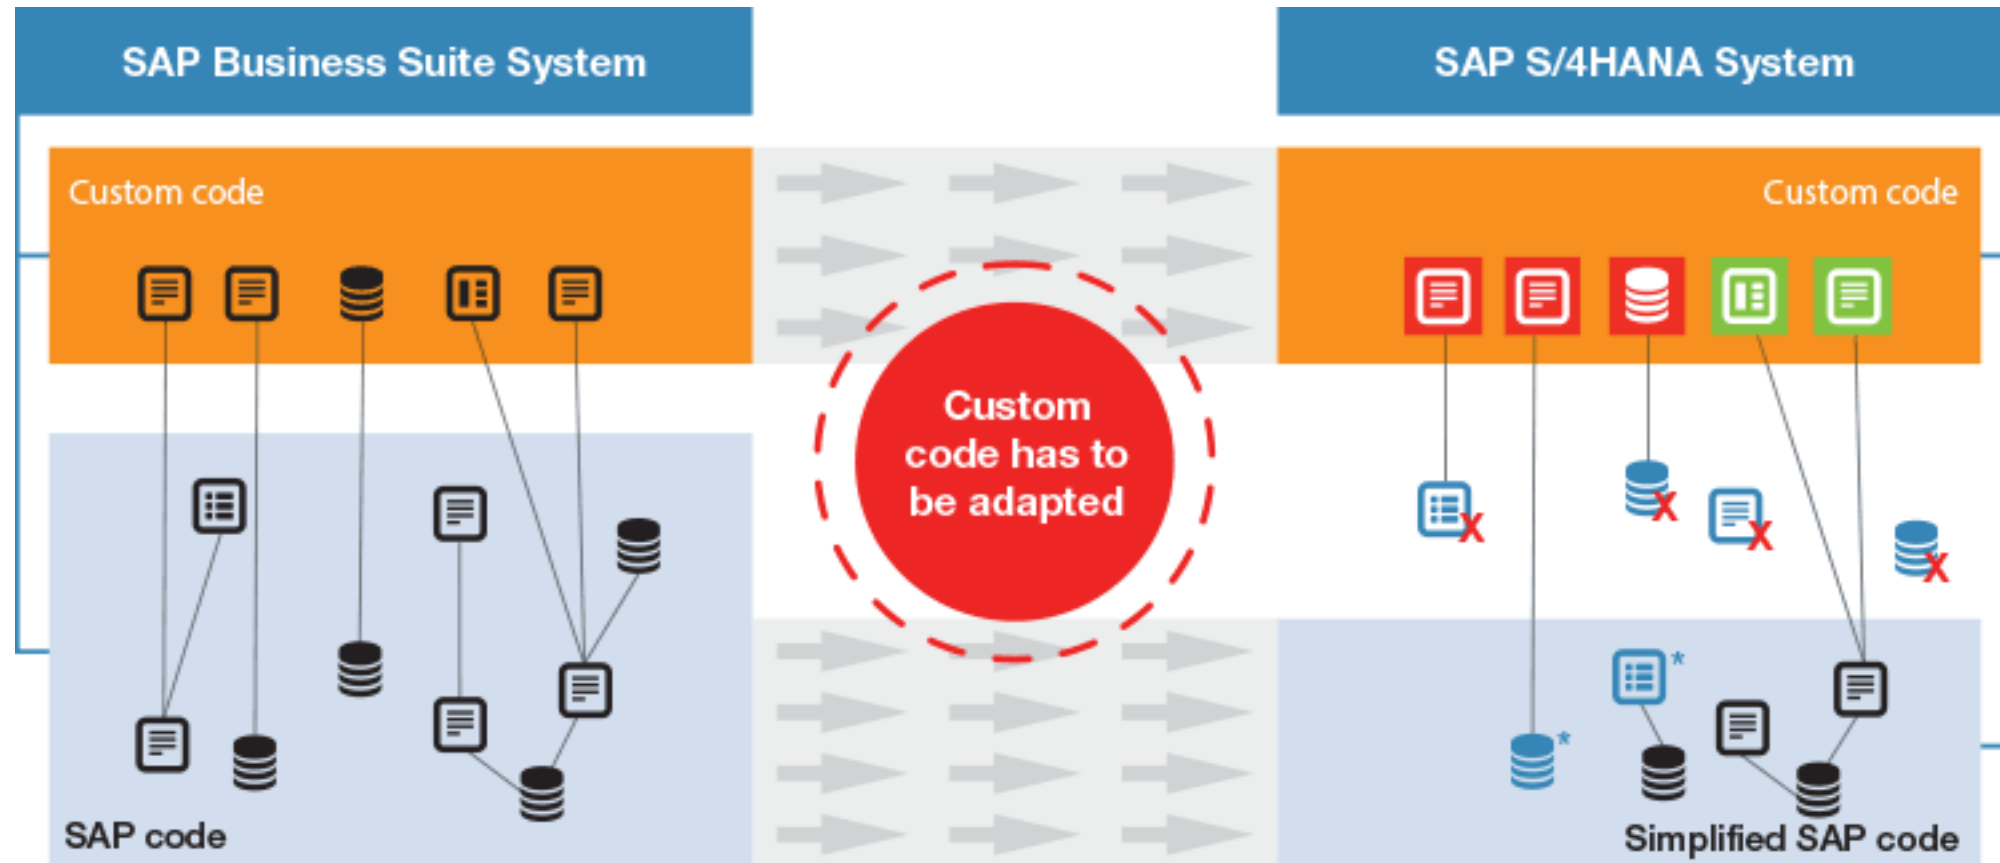 SAP Business Suite System
SAP S/4HANA System
Custom code
Custom code
Custom
code has to
be adapted
X
X
X
X
*
*
SAP code
Simplified SAP code